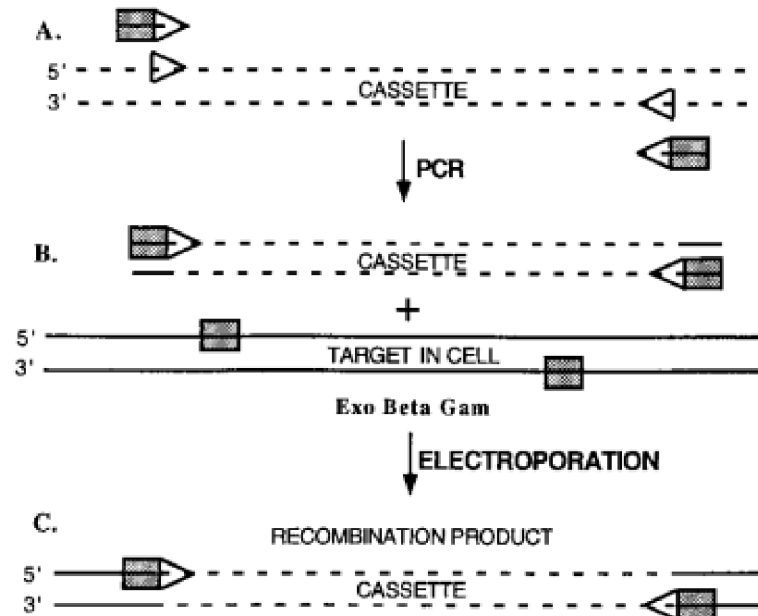 A.
5'
CASSETTE
3'
PCR
B.
CASSETTE
+
5'
TARGET IN CELL
3'
Exo Beta Gam
ELECTROPORATION
C.
RECOMBINATION PRODUCT
5'
CASSETTE
3'